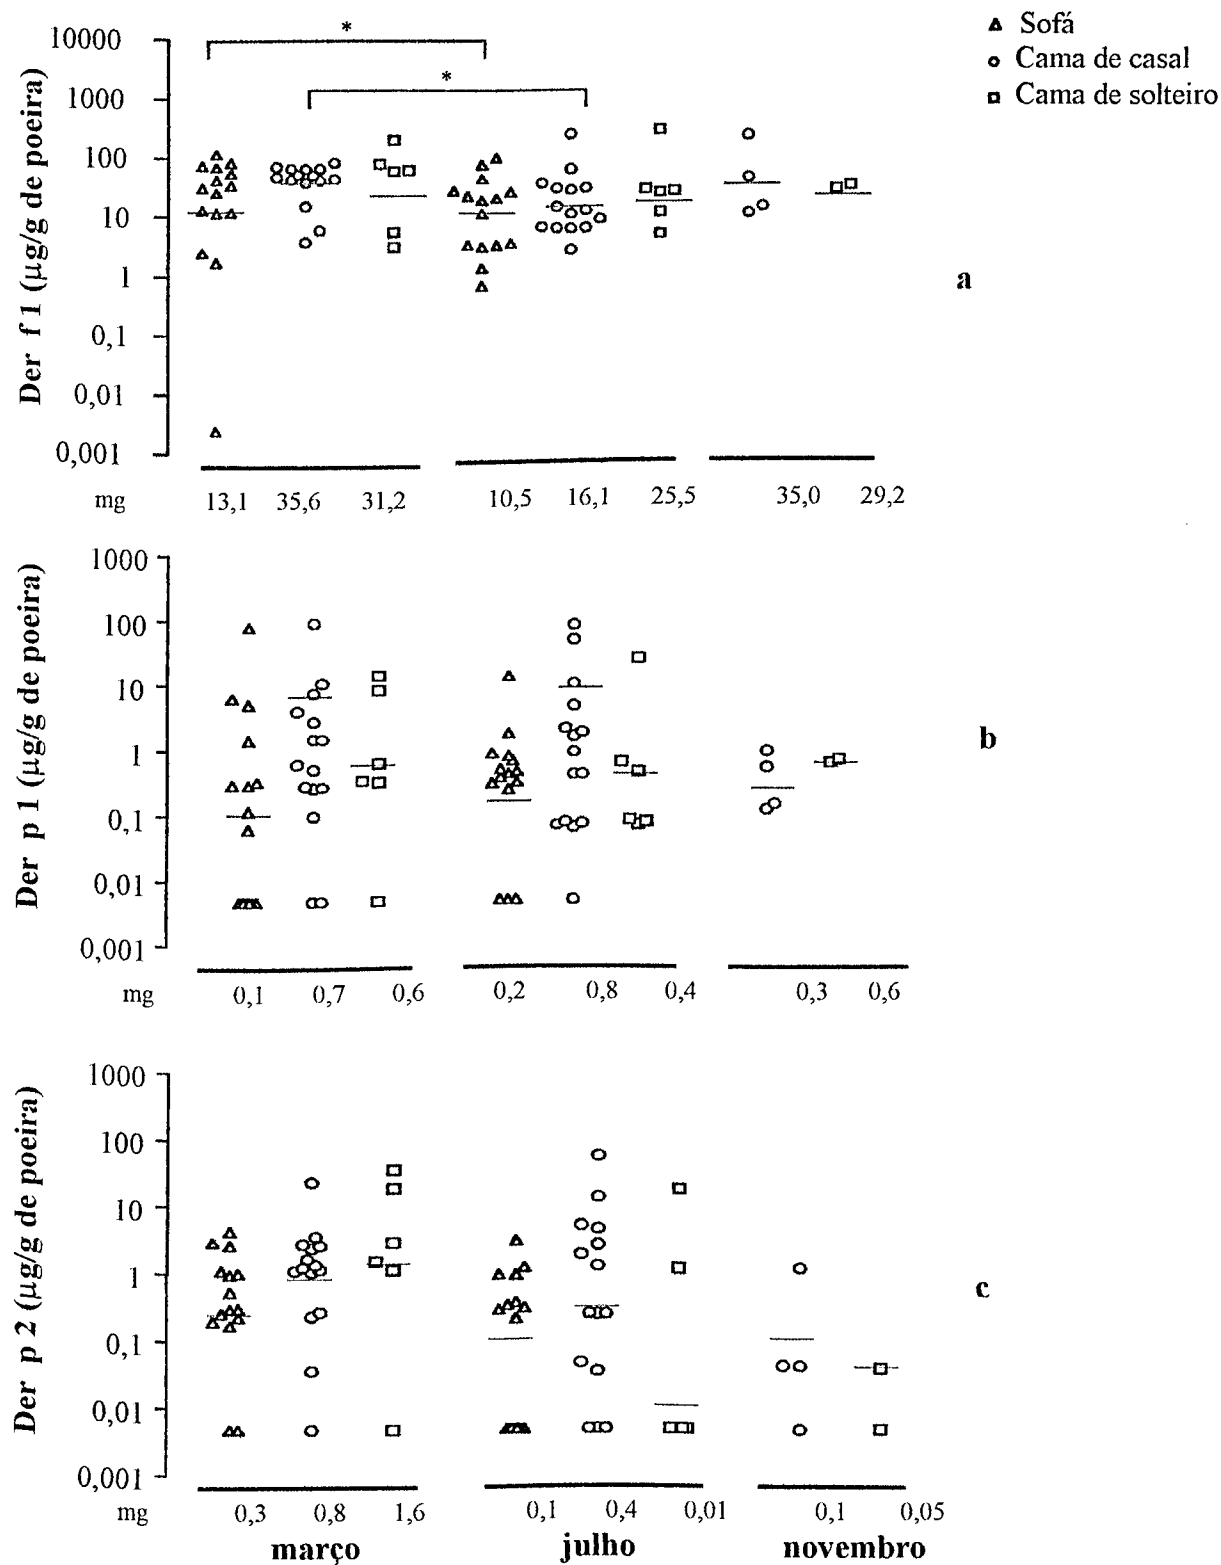 Sofá
Cama de casal
Cama de solteiro
*
*
Der f 1 (µg/g de poeira)
10000
1000
100
10
1
0,1
0,01
0,001
a
mg 13,1 35,6 31,2 10,5 16,1 25,5 35,0 29,2
Der p 1 (µg/g de poeira)
1000
100
10
1
0,1
0,01
0,001
b
mg 0,1 0,7 0,6 0,2 0,8 0,4 0,3 0,6
Der p 2 (µg/g de poeira)
1000
100
10
1
0,1
0,01
0,001
c
mg 0,3 0,8 1,6 0,1 0,4 0,01 0,1 0,05
março julho novembro